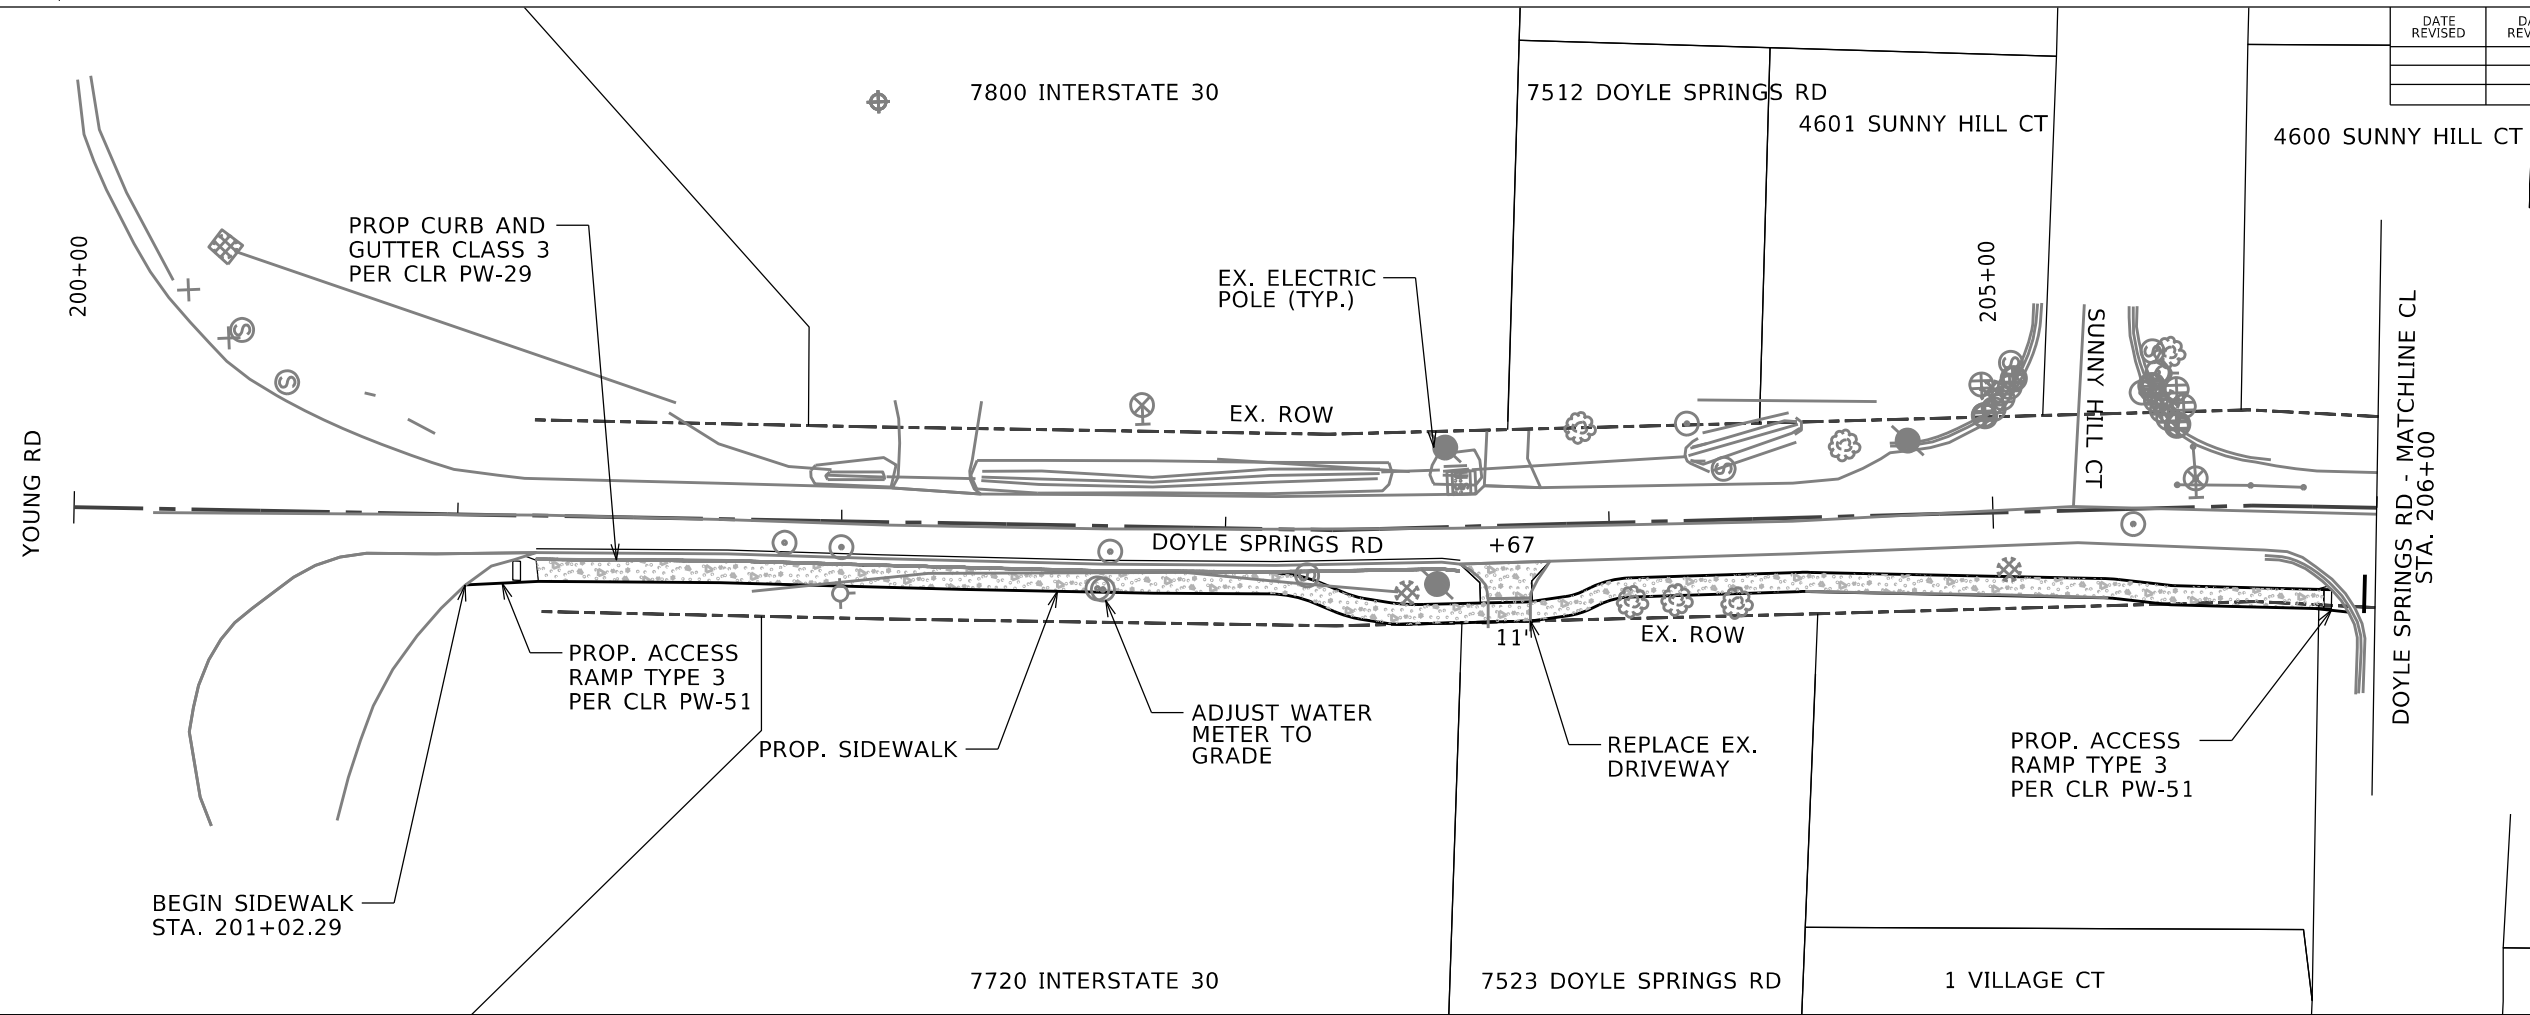 DATE
REVISED
7800 INTERSTATE 30
7512 DOYLE SPRINGS RD
4601 SUNNY HILL CT
4600 SUNNY HILL CT
200+00
PROP CURB AND
GUTTER CLASS 3
PER CLR PW-29
EX. ELECTRIC
POLE (TYP.)
205+00
SUNNY HILL CT
DOYLE SPRINGS RD - MATCHLINE CL
STA. 206+00
YOUNG RD
S
S
S
S
S
EX. ROW
DOYLE SPRINGS RD
+67
11'
EX. ROW
PROP. ACCESS
RAMP TYPE 3
PER CLR PW-51
PROP. SIDEWALK
ADJUST WATER
METER TO
GRADE
REPLACE EX.
DRIVEWAY
PROP. ACCESS
RAMP TYPE 3
PER CLR PW-51
BEGIN SIDEWALK
STA. 201+02.29
7720 INTERSTATE 30
7523 DOYLE SPRINGS RD
1 VILLAGE CT